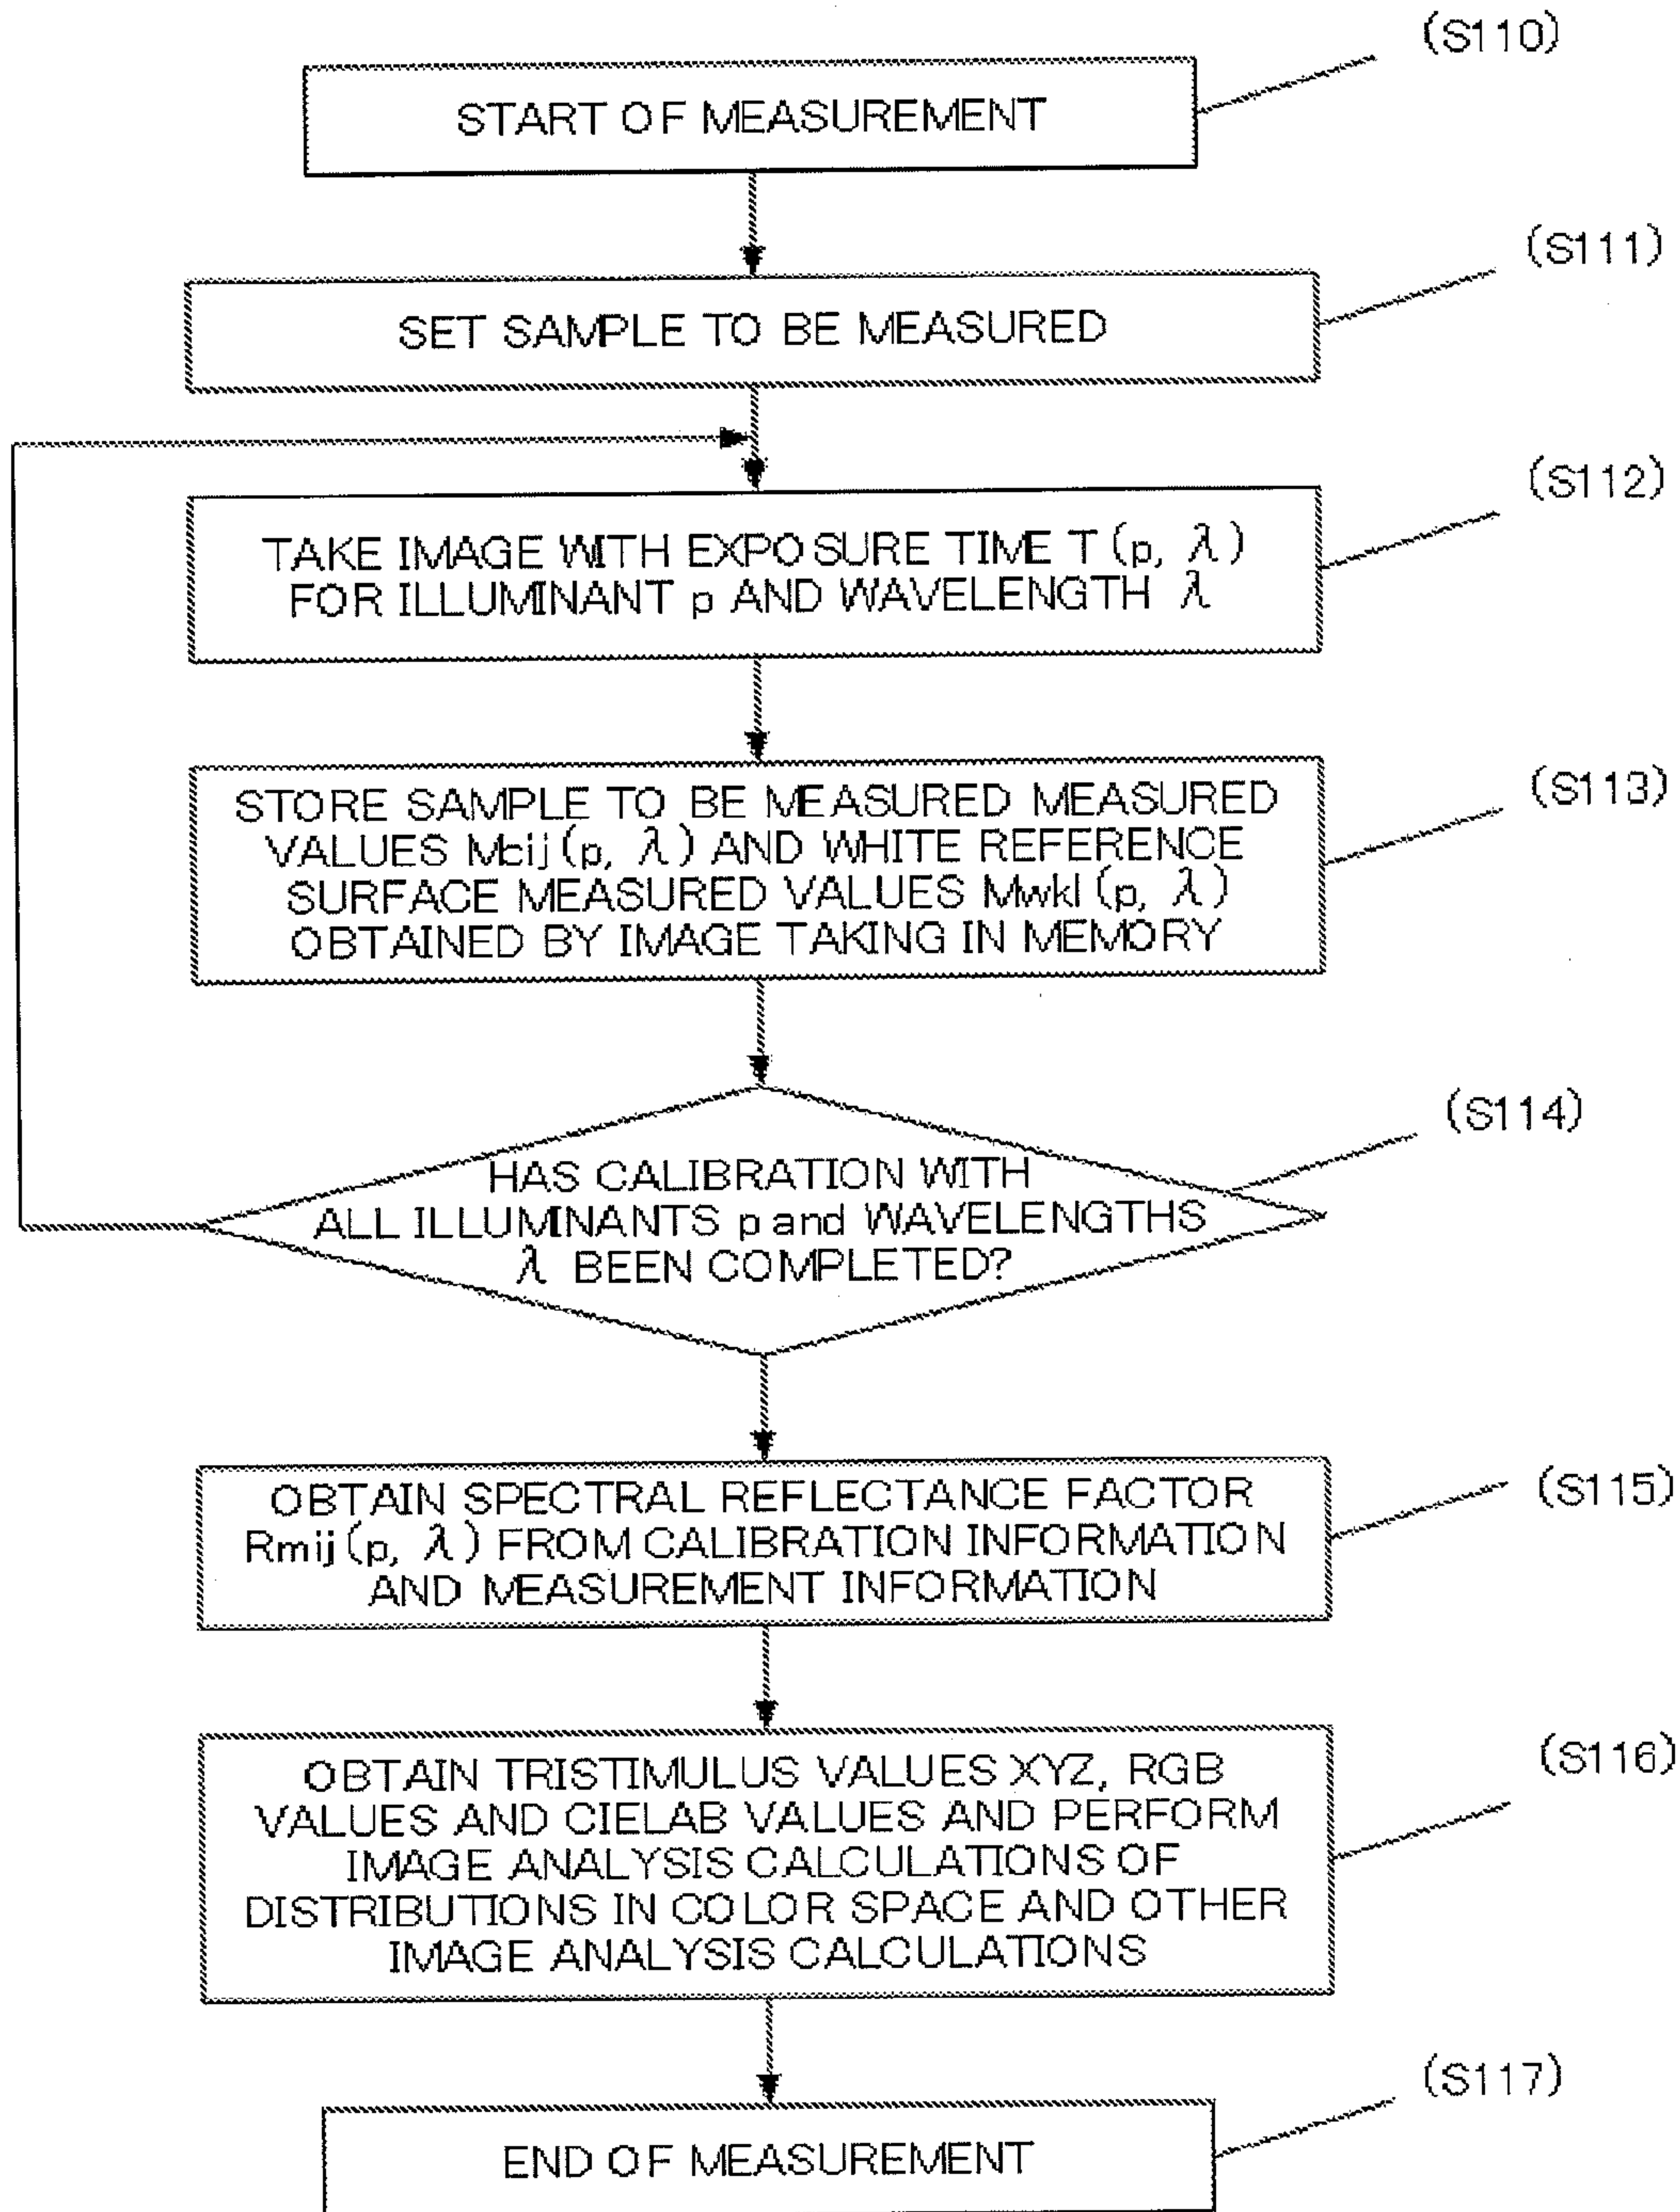 (S110)
START OF MEASUREMENT
(S111)
SET SAMPLE TO BE MEASURED
(S112)
TAKE IMAGE WITH EXPOSURE TIME T (p, λ)
FOR ILLUMINANT p AND WAVELENGTH λ
(S113)
STORE SAMPLE TO BE MEASURED MEASURED
VALUES Mcij (p, λ) AND WHITE REFERENCE
SURFACE MEASURED VALUES Mwkl (p, λ)
OBTAINED BY IMAGE TAKING IN MEMORY
(S114)
HAS CALIBRATION WITH
ALL ILLUMINANTS p and WAVELENGTHS
λ BEEN COMPLETED?
(S115)
OBTAIN SPECTRAL REFLECTANCE FACTOR
Rmij (p, λ) FROM CALIBRATION INFORMATION
AND MEASUREMENT INFORMATION
(S116)
OBTAIN TRISTIMULUS VALUES XYZ, RGB
VALUES AND CIELAB VALUES AND PERFORM
IMAGE ANALYSIS CALCULATIONS OF
DISTRIBUTIONS IN COLOR SPACE AND OTHER
IMAGE ANALYSIS CALCULATIONS
(S117)
END OF MEASUREMENT